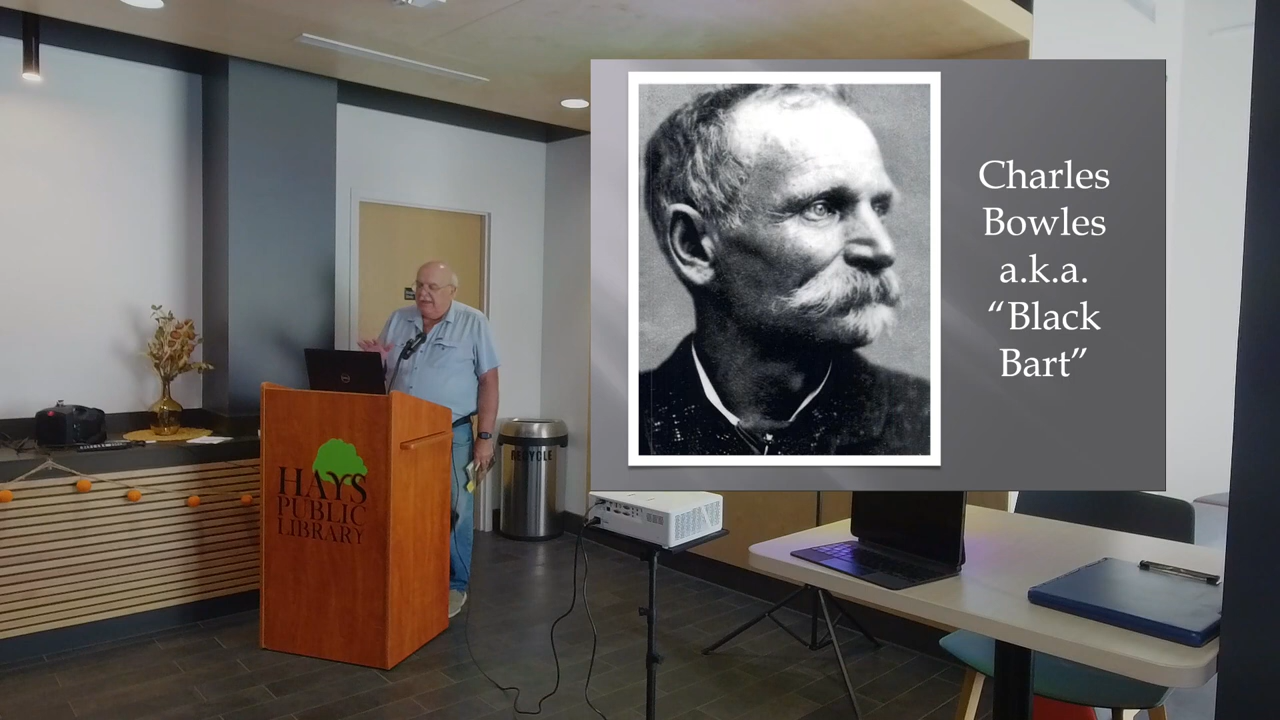 Charles
Bowles
a.k.a.
“Black
Bart”
HAYS
PUBLIC
LIBRARY
RECYCLE